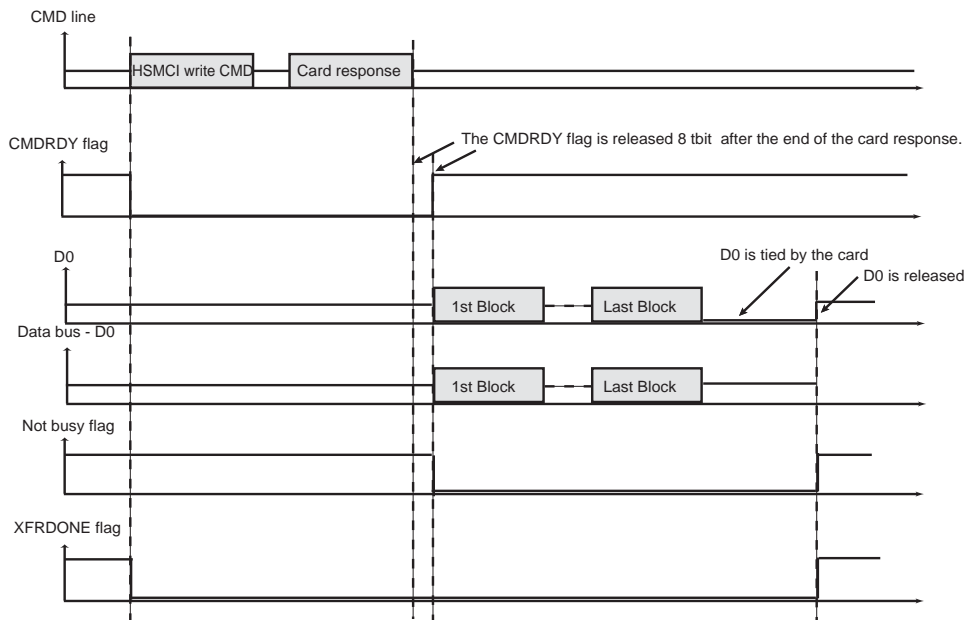 CMD line
HSMCI write CMD
Card response
CMDRDY flag
The CMDRDY flag is released 8 tbit after the end of the card response.
D0
D0 is tied by the card
D0 is released
1st Block
Last Block
Data bus - D0
1st Block
Last Block
Not busy flag
XFRDONE flag